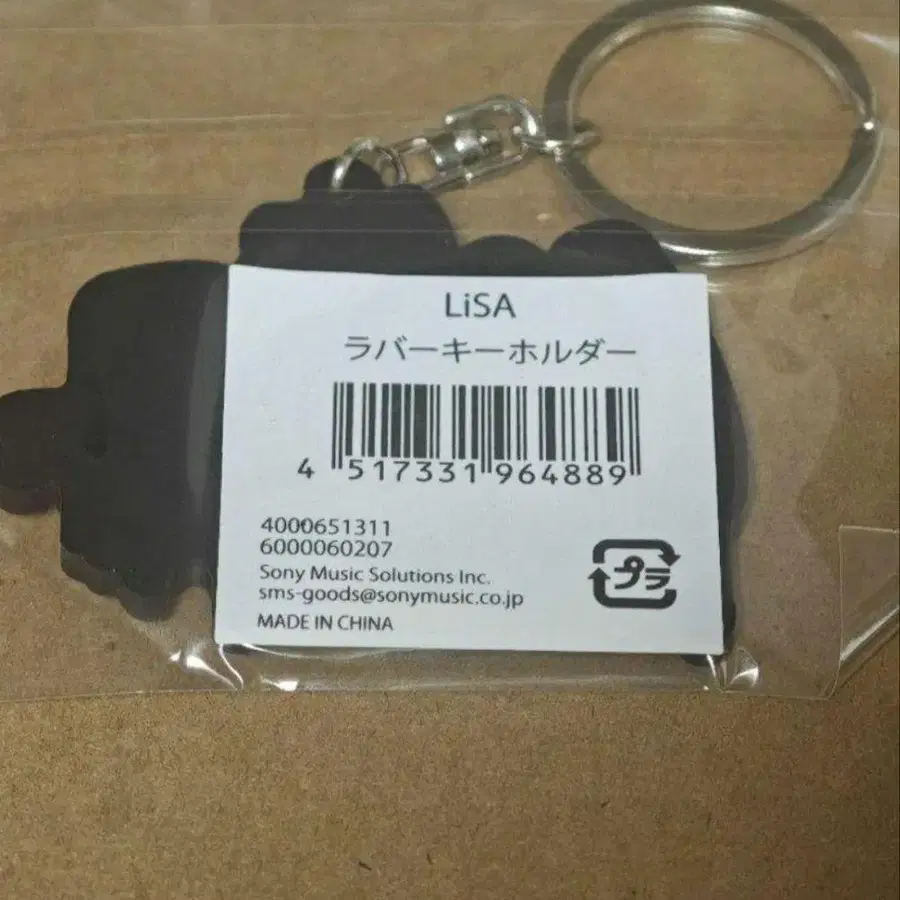 LiSA
ラバーキーホルダー
4 517331 964889
4000651311
6000060207
Sony Music Solutions Inc.
sms-goods@sonymusic.co.jp
プラ
MADE IN CHINA